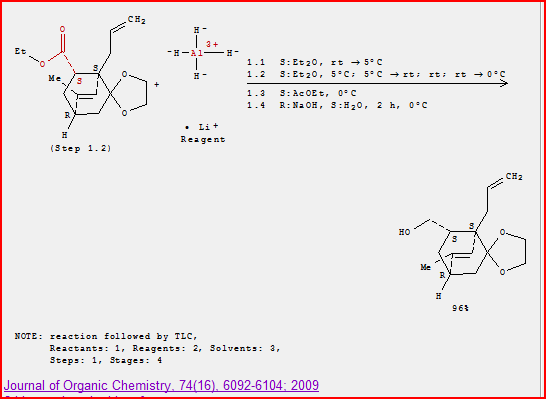 CH2
O
Et
O
S
S
O
Me
O
R
H
(Step 1.2)
+
H-
-H Al 3+ H-
H-
• Li+
Reagent
1.1 S:Et2O, rt → 5°C
1.2 S:Et2O, 5°C; 5°C → rt; rt; rt → 0°C
1.3 S:AcOEt, 0°C
1.4 R:NaOH, S:H2O, 2 h, 0°C
CH2
HO
S
S
O
O
Me
R
H
96%
NOTE: reaction followed by TLC,
Reactants: 1, Reagents: 2, Solvents: 3,
Steps: 1, Stages: 4
Journal of Organic Chemistry, 74(16), 6092-6104; 2009